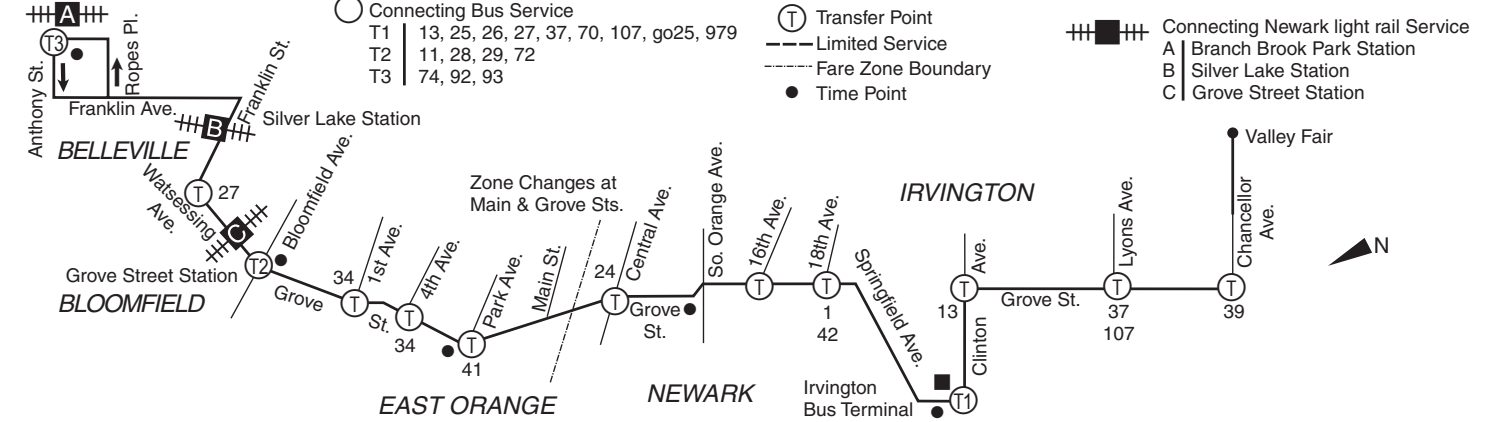 Connecting Bus Service
T1 13, 25, 26, 27, 37, 70, 107, go25, 979
T2 11, 28, 29, 72
T3 74, 92, 93
T Transfer Point
Limited Service
Fare Zone Boundary
Time Point
Connecting Newark light rail Service
A Branch Brook Park Station
B Silver Lake Station
C Grove Street Station
A
T3
Ropes Pl.
Anthony St.
Franklin Ave.
Franklin St.
B
Silver Lake Station
BELLEVILLE
T 27
Watsessing
Ave.
C
Bloomfield Ave.
T2
Grove Street Station
BLOOMFIELD
Grove
St.
34
T
1st Ave.
4th Ave.
T
34
Park Ave.
T
41
Main St.
EAST ORANGE
Zone Changes at
Main & Grove Sts.
24
T
Central Ave.
Grove
St.
So. Orange Ave.
NEWARK
16th Ave.
T
18th Ave.
T
1
42
Springfield Ave.
IRVINGTON
Irvington
Bus Terminal
T1
Clinton
Ave.
13
T
Grove St.
Lyons Ave.
T
37
107
Valley Fair
Chancellor
Ave.
T
39
N